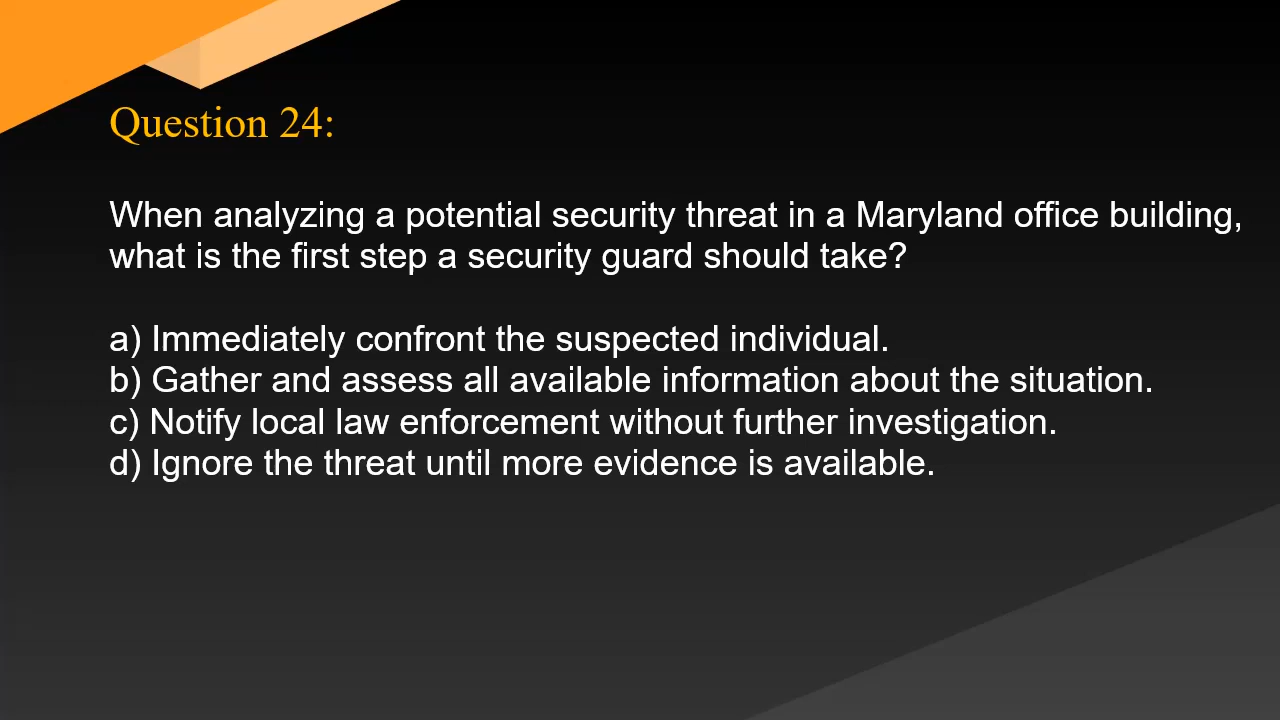 Question 24:
When analyzing a potential security threat in a Maryland office building,
what is the first step a security guard should take?
a) Immediately confront the suspected individual.
b) Gather and assess all available information about the situation.
c) Notify local law enforcement without further investigation.
d) Ignore the threat until more evidence is available.